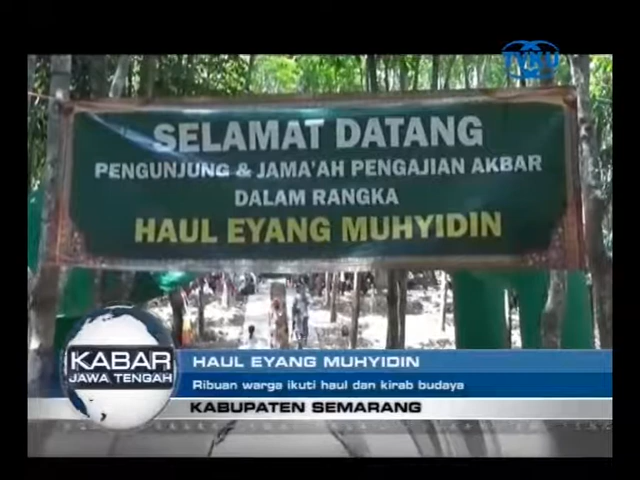 TVKU
SELAMAT DATANG
PENGUNJUNG & JAMA'AH PENGAJIAN AKBAR
DALAM RANGKA
HAUL EYANG MUHYIDIN
KABAR
JAWA TENGAH
HAUL EYANG MUHYIDIN
Ribuan warga ikuti haul dan kirab budaya
KABUPATEN SEMARANG